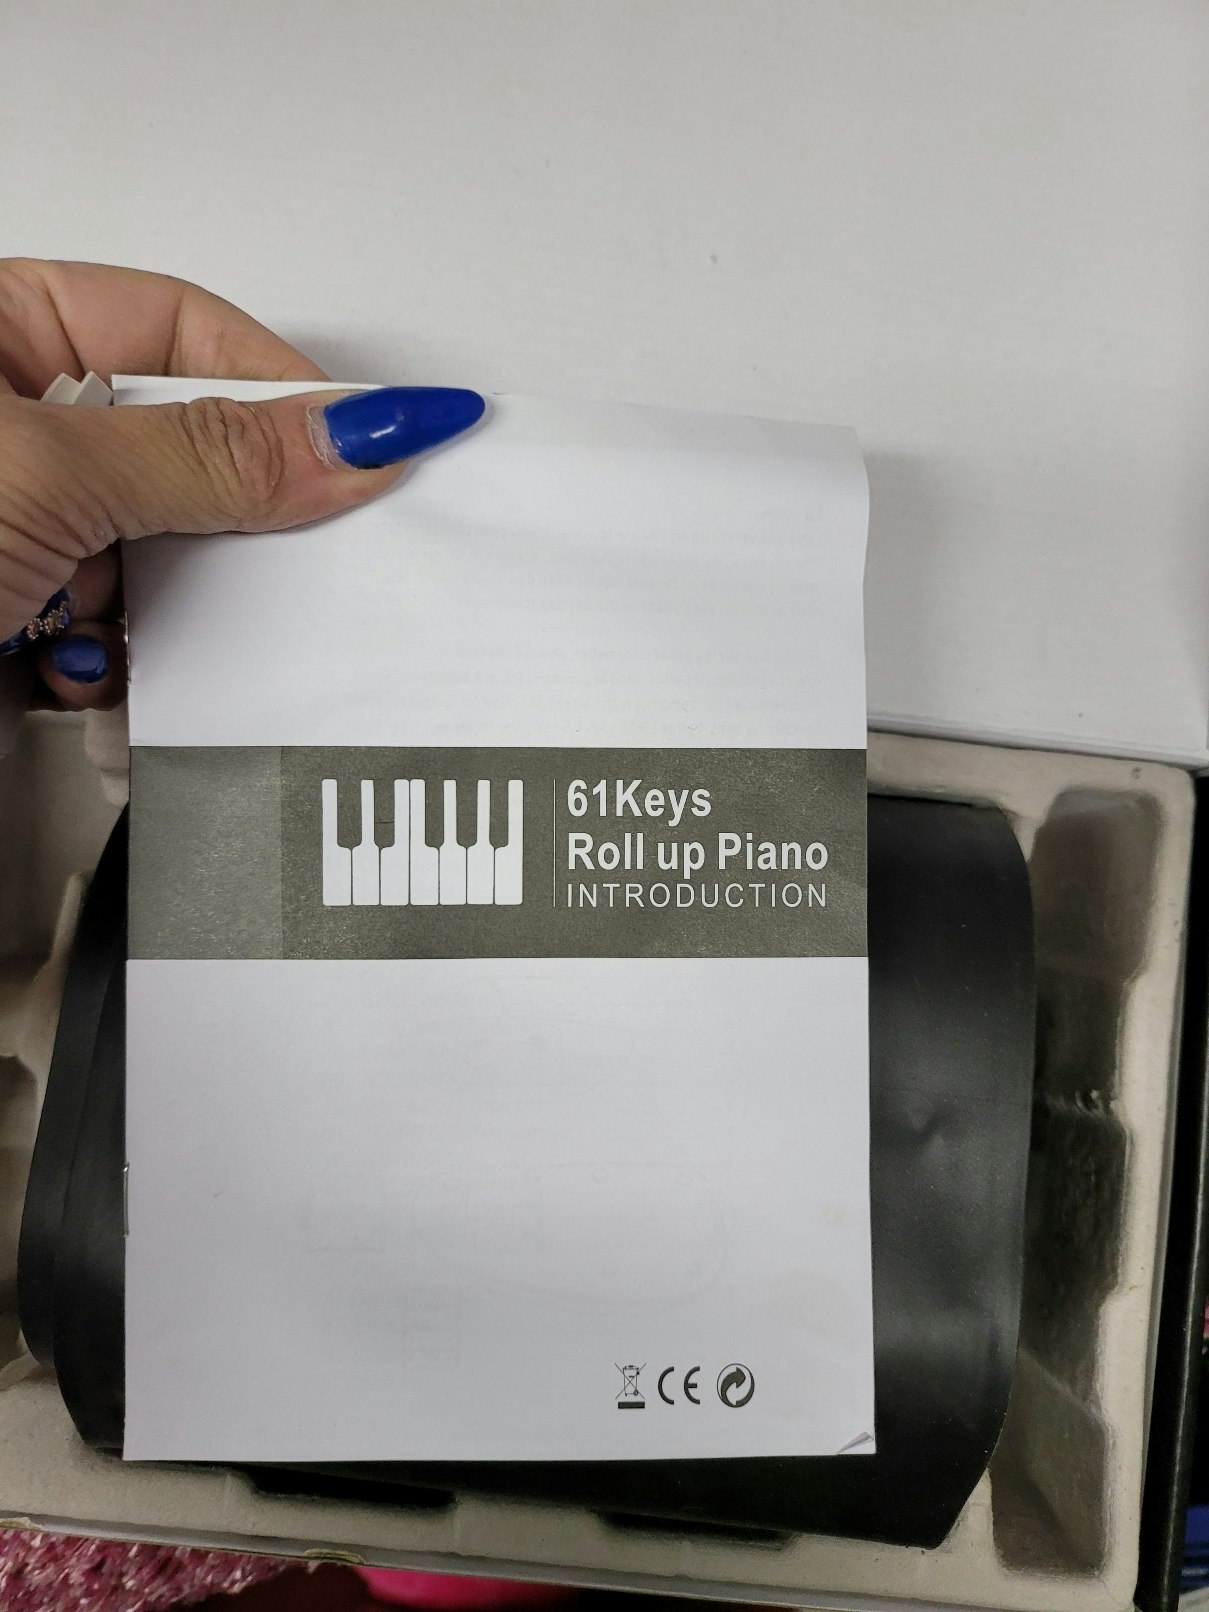 61Keys
Roll up Piano
INTRODUCTION
CE